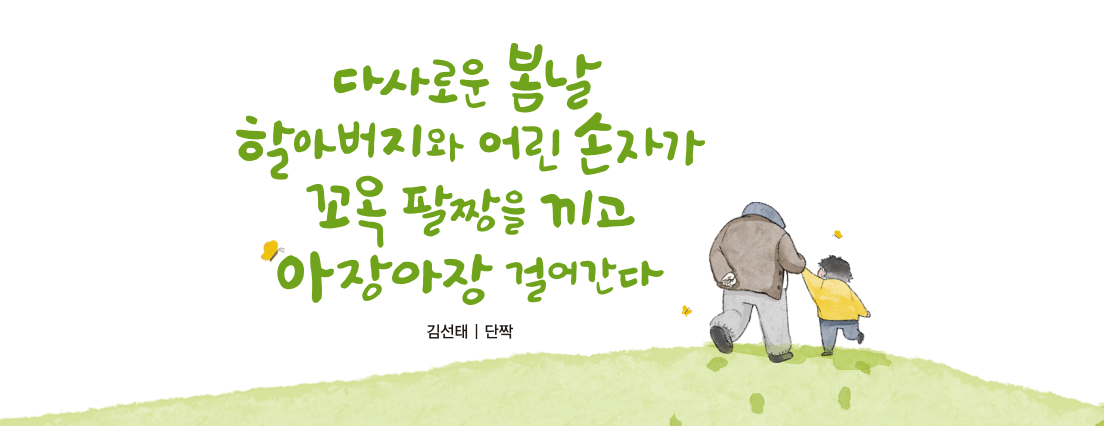 다사로운 봄날
할아버지와 어린 손자가
꼬옥 팔짱을 끼고
아장아장 걸어간다
김선태 | 단짝